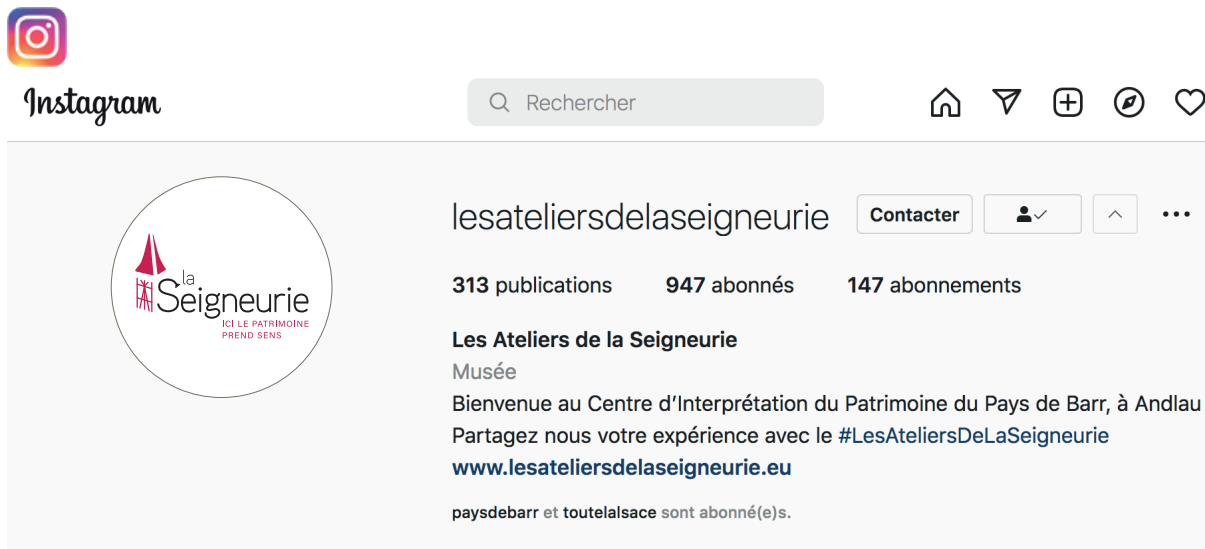 Instagram
Rechercher
la
Seigneurie
ICI LE PATRIMOINE
PREND SENS
lesateliersdelaseigneurie
Contacter
313 publications 947 abonnés 147 abonnements
Les Ateliers de la Seigneurie
Musée
Bienvenue au Centre d’Interprétation du Patrimoine du Pays de Barr, à Andlau
Partagez nous votre expérience avec le #LesAteliersDeLaSeigneurie
www.lesateliersdelaseigneurie.eu
paysdebarr et toutelalsace sont abonné(e)s.